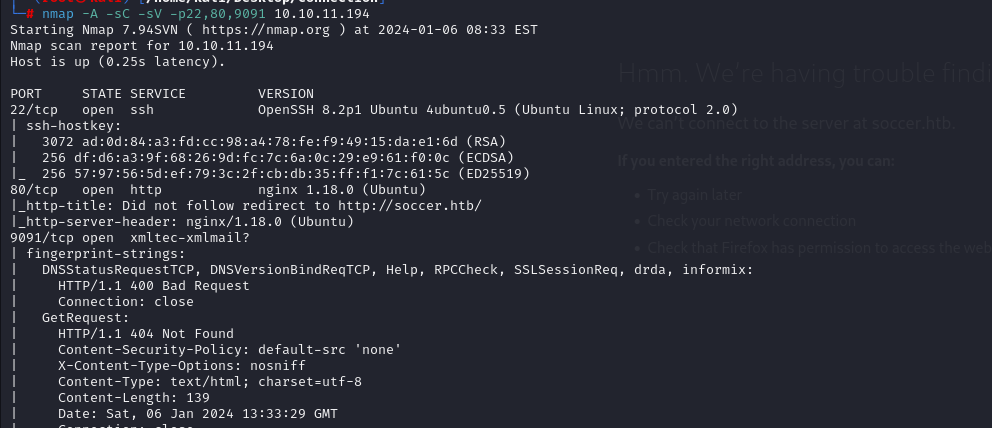 (root@kali)-[/home/kali/Desktop/connection]
└─# nmap -A -sC -sV -p22,80,9091 10.10.11.194
Starting Nmap 7.94SVN ( https://nmap.org ) at 2024-01-06 08:33 EST
Nmap scan report for 10.10.11.194
Host is up (0.25s latency).
Hmm. We're having trouble findi
PORT     STATE SERVICE         VERSION
22/tcp   open  ssh             OpenSSH 8.2p1 Ubuntu 4ubuntu0.5 (Ubuntu Linux; protocol 2.0)
| ssh-hostkey:
We can't connect to the server at soccer.htb.
|   3072 ad:0d:84:a3:fd:cc:98:a4:78:fe:f9:49:15:da:e1:6d (RSA)
|   256 df:d6:a3:9f:68:26:9d:fc:7c:6a:0c:29:e9:61:f0:0c (ECDSA)
If you entered the right address, you can:
|_  256 57:97:56:5d:ef:79:3c:2f:cb:db:35:ff:f1:7c:61:5c (ED25519)
80/tcp   open  http            nginx 1.18.0 (Ubuntu)
• Try again later
|_http-title: Did not follow redirect to http://soccer.htb/
|_http-server-header: nginx/1.18.0 (Ubuntu)
• Check your network connection
9091/tcp open  xmltec-xmlmail?
| fingerprint-strings:
• Check that Firefox has permission to access the web
|   DNSStatusRequestTCP, DNSVersionBindReqTCP, Help, RPCCheck, SSLSessionReq, drda, informix:
|     HTTP/1.1 400 Bad Request
|     Connection: close
|   GetRequest:
|     HTTP/1.1 404 Not Found
|     Content-Security-Policy: default-src 'none'
|     X-Content-Type-Options: nosniff
|     Content-Type: text/html; charset=utf-8
|     Content-Length: 139
|     Date: Sat, 06 Jan 2024 13:33:29 GMT
|     Connection: close